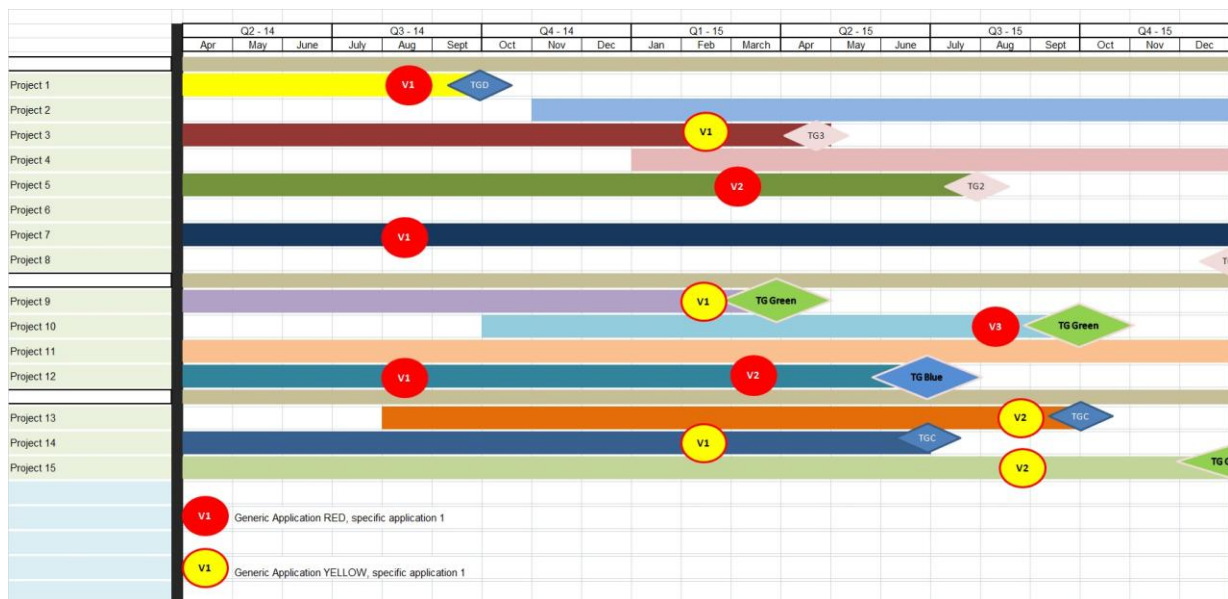 Q2 - 14 Q3 - 14 Q4 - 14 Q1 - 15 Q2 - 15 Q3 - 15 Q4 - 15
Apr May June July Aug Sept Oct Nov Dec Jan Feb March Apr May June July Aug Sept Oct Nov Dec
Project 1 V1 TGD
Project 2
Project 3 V1 TG3
Project 4
Project 5 V2 TG2
Project 6
Project 7 V1
Project 8
Project 9 V1 TG Green
Project 10 V3 TG Green
Project 11
Project 12 V1 V2 TG Blue
Project 13 V2 TGC
Project 14 V1 TGC
Project 15 V2 TG
V1 Generic Application RED, specific application 1
V1 Generic Application YELLOW, specific application 1